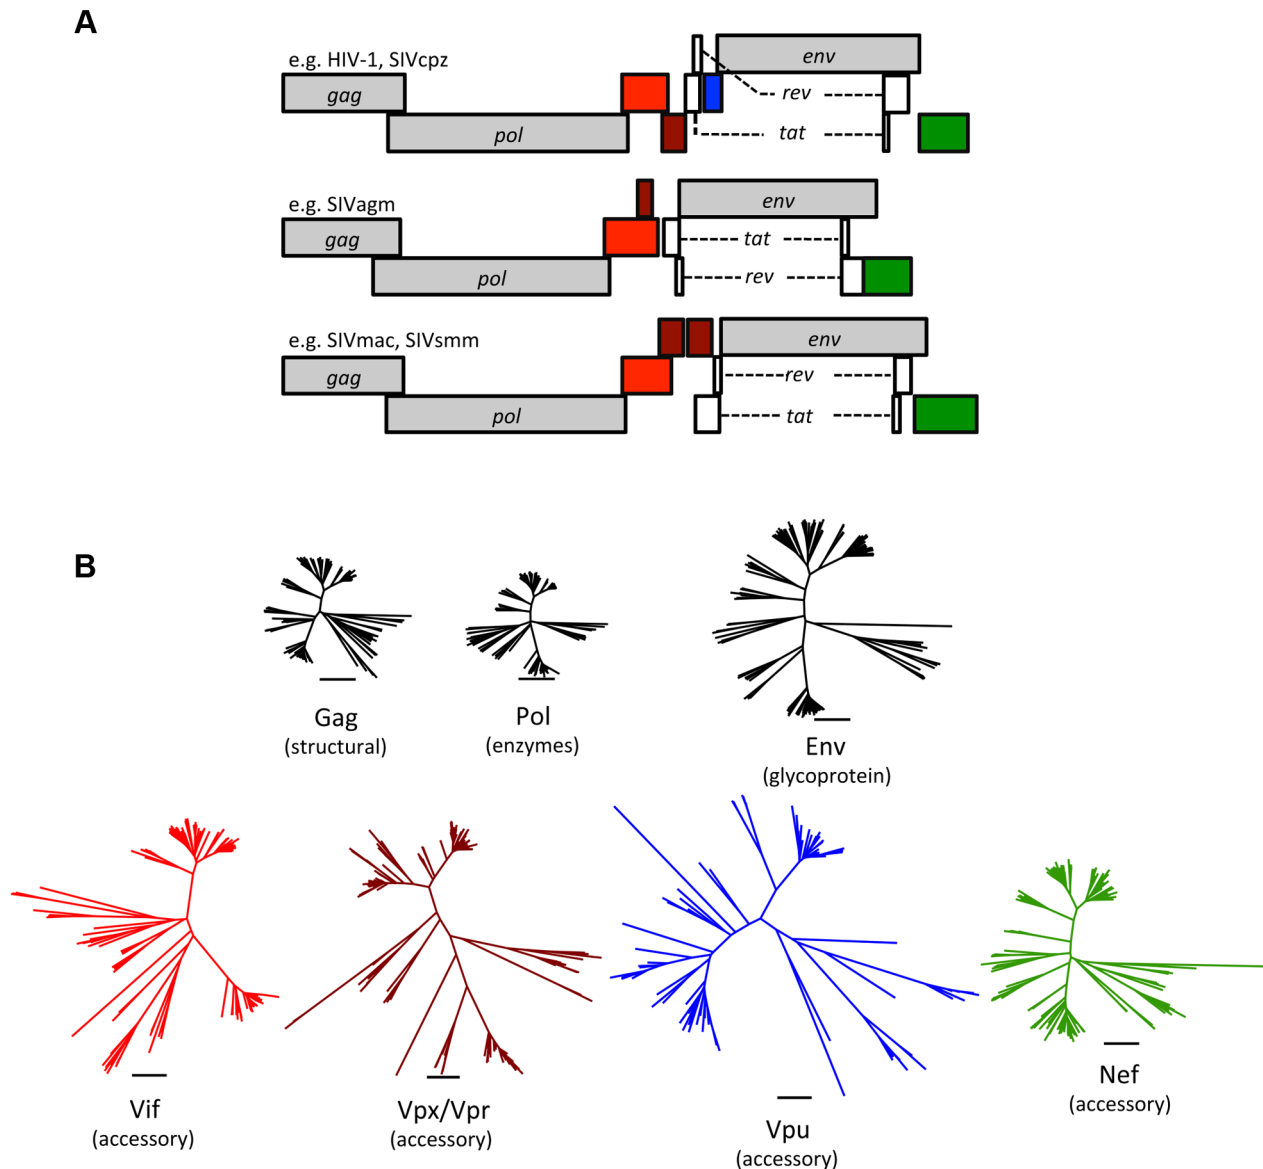 A
e.g. HIV-1, SIVcpz
env
gag
rev
pol
tat
e.g. SIVagm
env
gag
tat
pol
rev
e.g. SIVmac, SIVsmm
env
gag
rev
pol
tat
B
Gag
(structural)
Pol
(enzymes)
Env
(glycoprotein)
Vif
(accessory)
Vpx/Vpr
(accessory)
Vpu
(accessory)
Nef
(accessory)